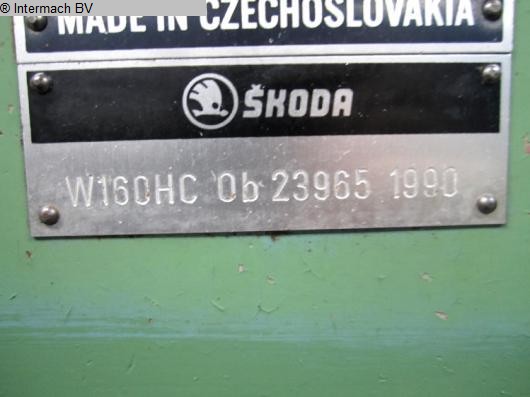 ® Intermach BV
MADE IN CZECHOSLOVAKIA
ŠKODA
W160HC Ob 23965 1990